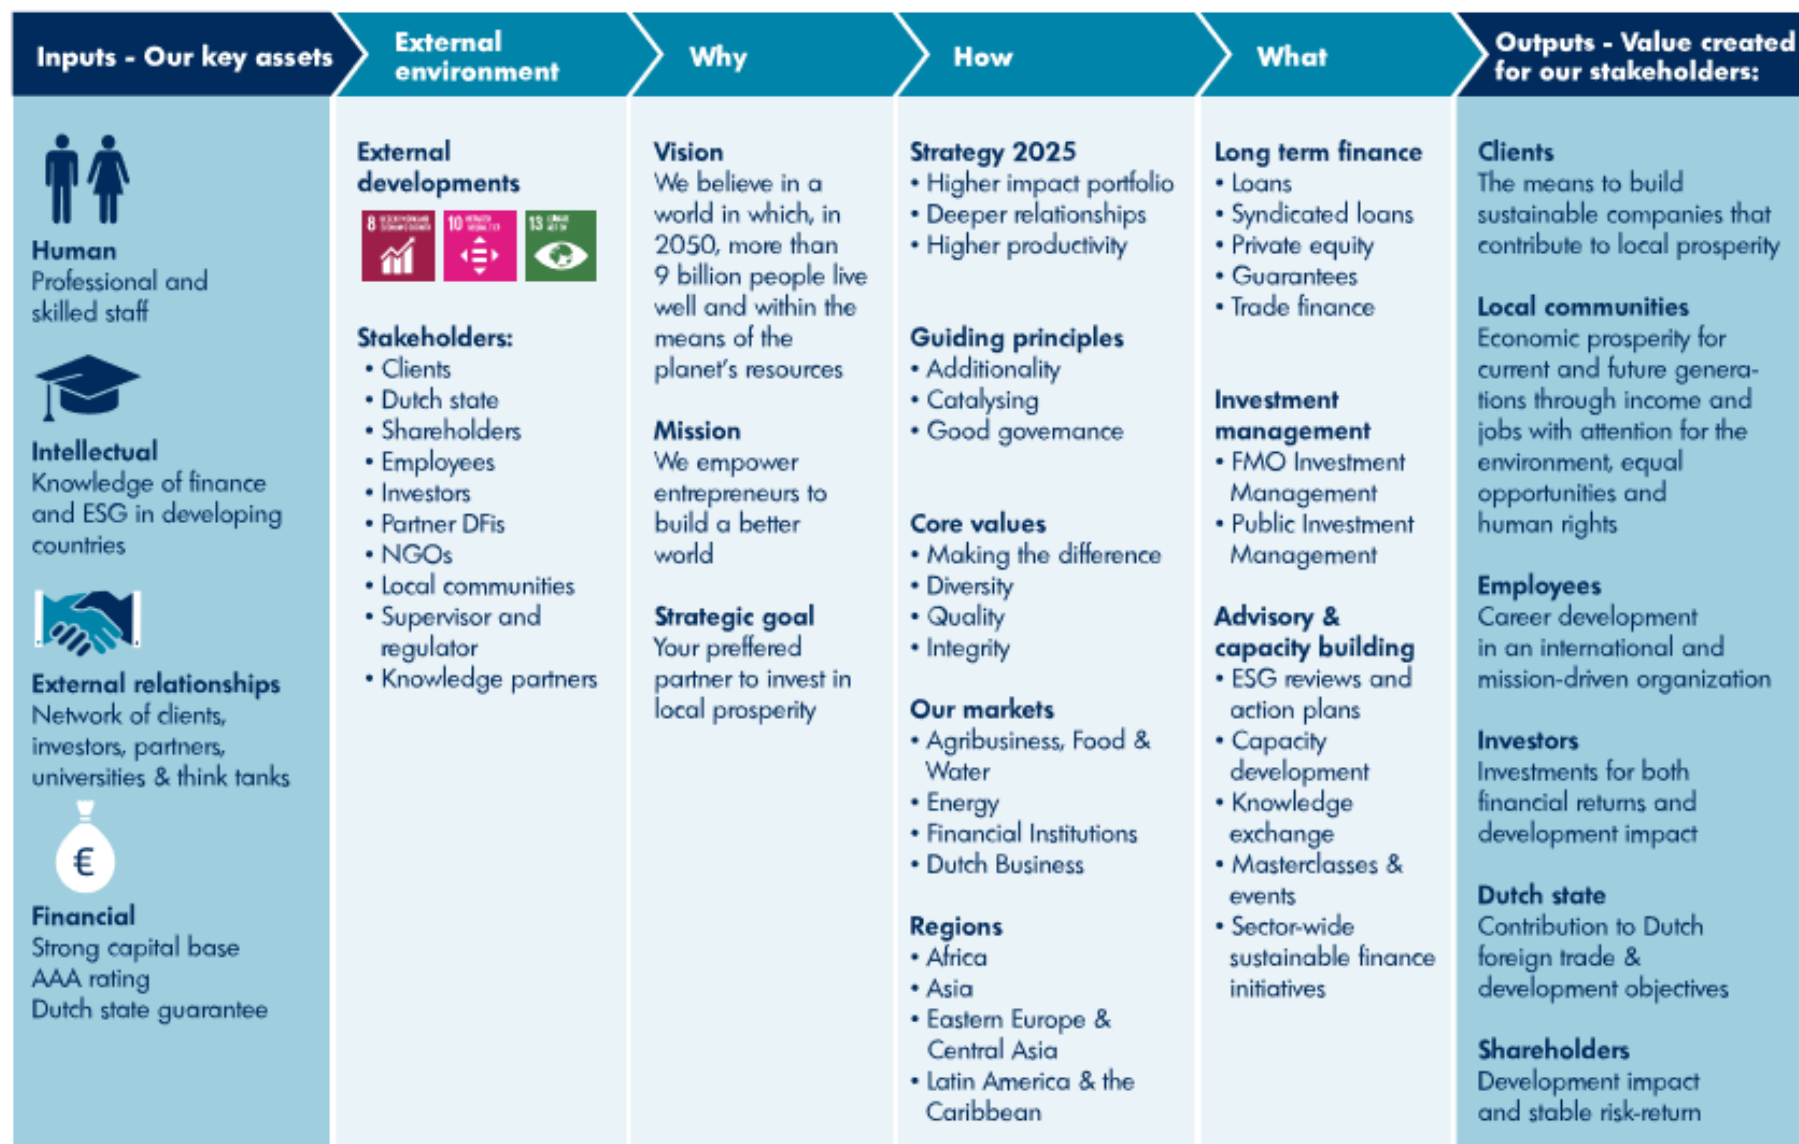 Inputs - Our key assets
Human
Professional and
skilled staff
Intellectual
Knowledge of finance
and ESG in developing
countries
External relationships
Network of clients,
investors, partners,
universities & think tanks
€
Financial
Strong capital base
AAA rating
Dutch state guarantee
External
environment
External
developments
8
10
13
Stakeholders:
• Clients
• Dutch state
• Shareholders
• Employees
• Investors
• Partner DFis
• NGOs
• Local communities
• Supervisor and
regulator
• Knowledge partners
Why
Vision
We believe in a
world in which, in
2050, more than
9 billion people live
well and within the
means of the
planet's resources
Mission
We empower
entrepreneurs to
build a better
world
Strategic goal
Your preffered
partner to invest in
local prosperity
How
Strategy 2025
• Higher impact portfolio
• Deeper relationships
• Higher productivity
Guiding principles
• Additionality
• Catalysing
• Good governance
Core values
• Making the difference
• Diversity
• Quality
• Integrity
Our markets
• Agribusiness, Food &
Water
• Energy
• Financial Institutions
• Dutch Business
Regions
• Africa
• Asia
• Eastern Europe &
Central Asia
• Latin America & the
Caribbean
What
Long term finance
• Loans
• Syndicated loans
• Private equity
• Guarantees
• Trade finance
Investment
management
• FMO Investment
Management
• Public Investment
Management
Advisory &
capacity building
• ESG reviews and
action plans
• Capacity
development
• Knowledge
exchange
• Masterclasses &
events
• Sector-wide
sustainable finance
initiatives
Outputs - Value created
for our stakeholders:
Clients
The means to build
sustainable companies that
contribute to local prosperity
Local communities
Economic prosperity for
current and future genera-
tions through income and
jobs with attention for the
environment, equal
opportunities and
human rights
Employees
Career development
in an international and
mission-driven organization
Investors
Investments for both
financial returns and
development impact
Dutch state
Contribution to Dutch
foreign trade &
development objectives
Shareholders
Development impact
and stable risk-return